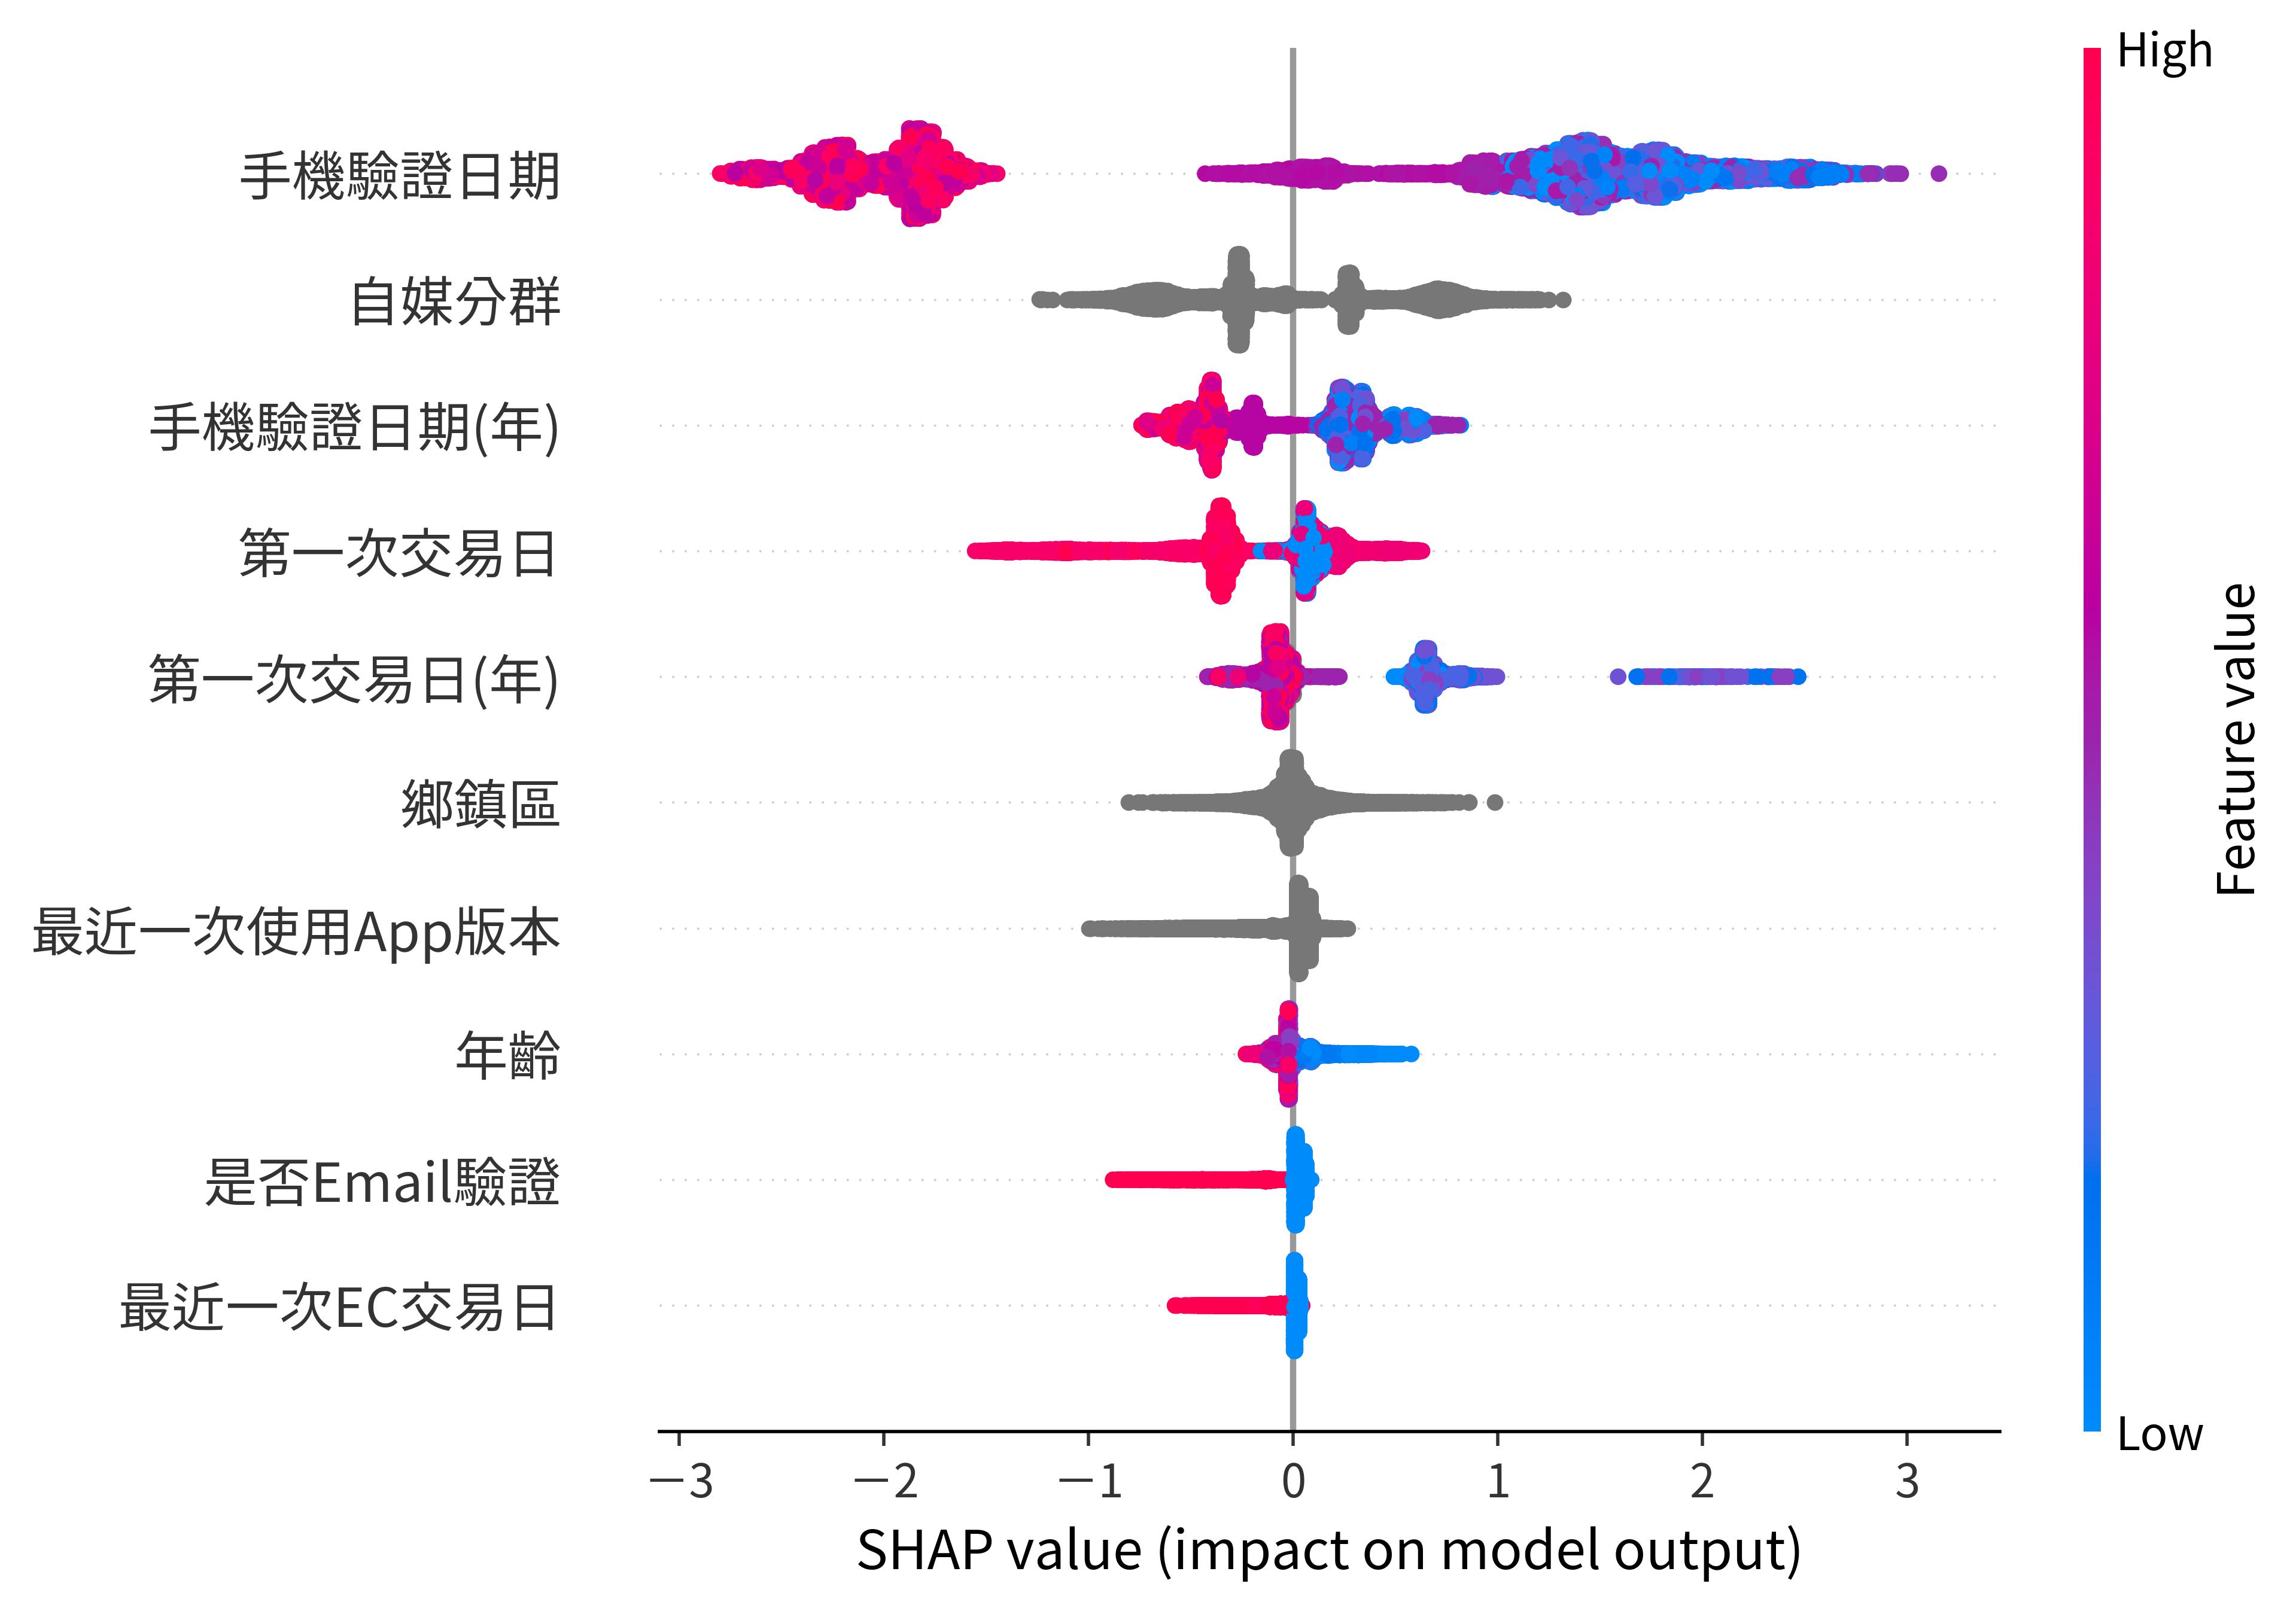 High
手機驗證日期
自媒分群
手機驗證日期(年)
第一次交易日
第一次交易日(年)
鄉鎮區
最近一次使用App版本
年齡
是否Email驗證
最近一次EC交易日
Feature value
Low
−3 −2 −1 0 1 2 3
SHAP value (impact on model output)